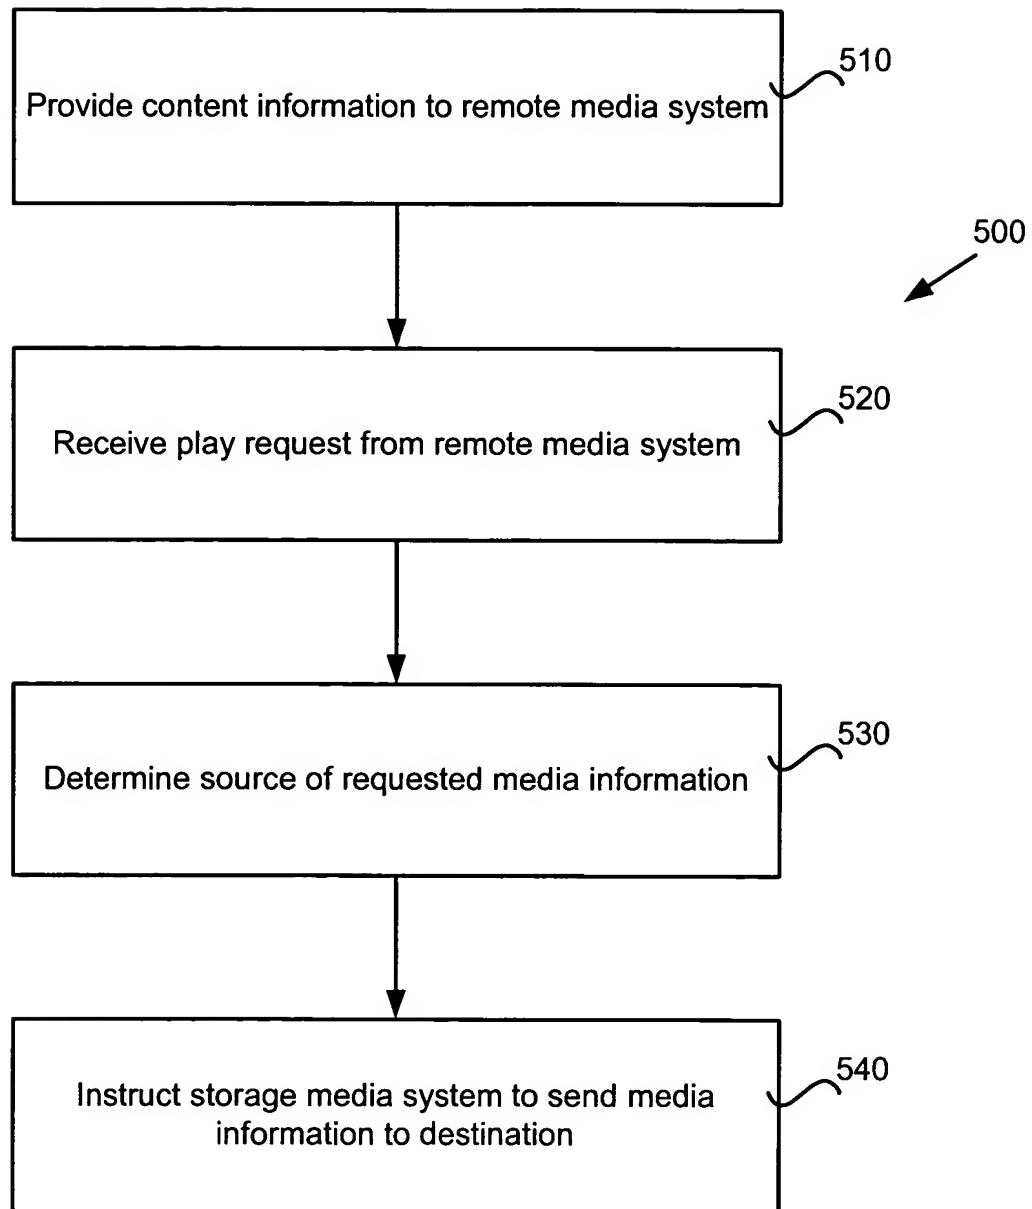 510
Provide content information to remote media system
500
520
Receive play request from remote media system
530
Determine source of requested media information
540
Instruct storage media system to send media
information to destination